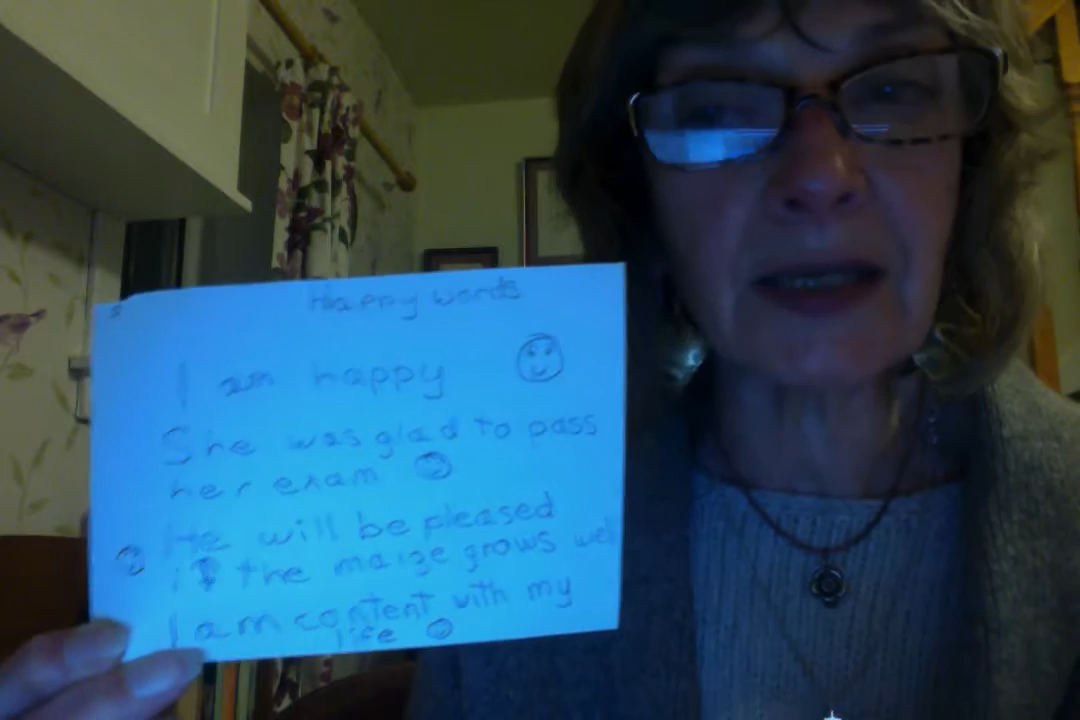 Happy words
I am happy
She was glad to pass
her exam
He will be pleased
if the maize grows well
I am content with my
life